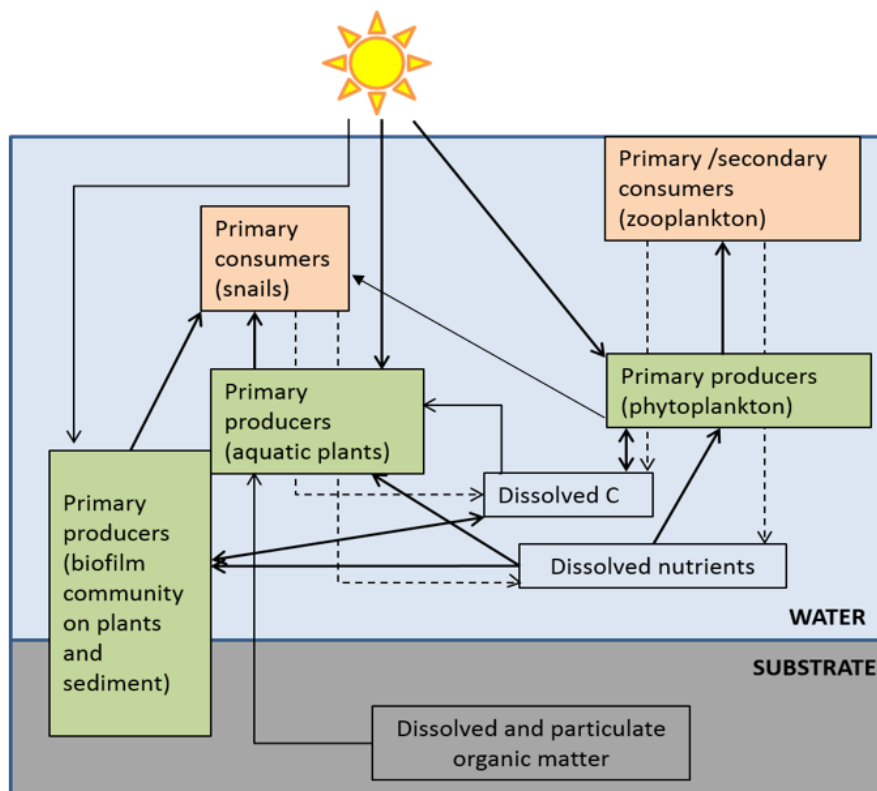 Primary /secondary
consumers
(zooplankton)
Primary
consumers
(snails)
Primary producers
(phytoplankton)
Primary
producers
(aquatic plants)
Dissolved C
Primary
producers
(biofilm
community
on plants
and
sediment)
Dissolved nutrients
WATER
SUBSTRATE
Dissolved and particulate
organic matter